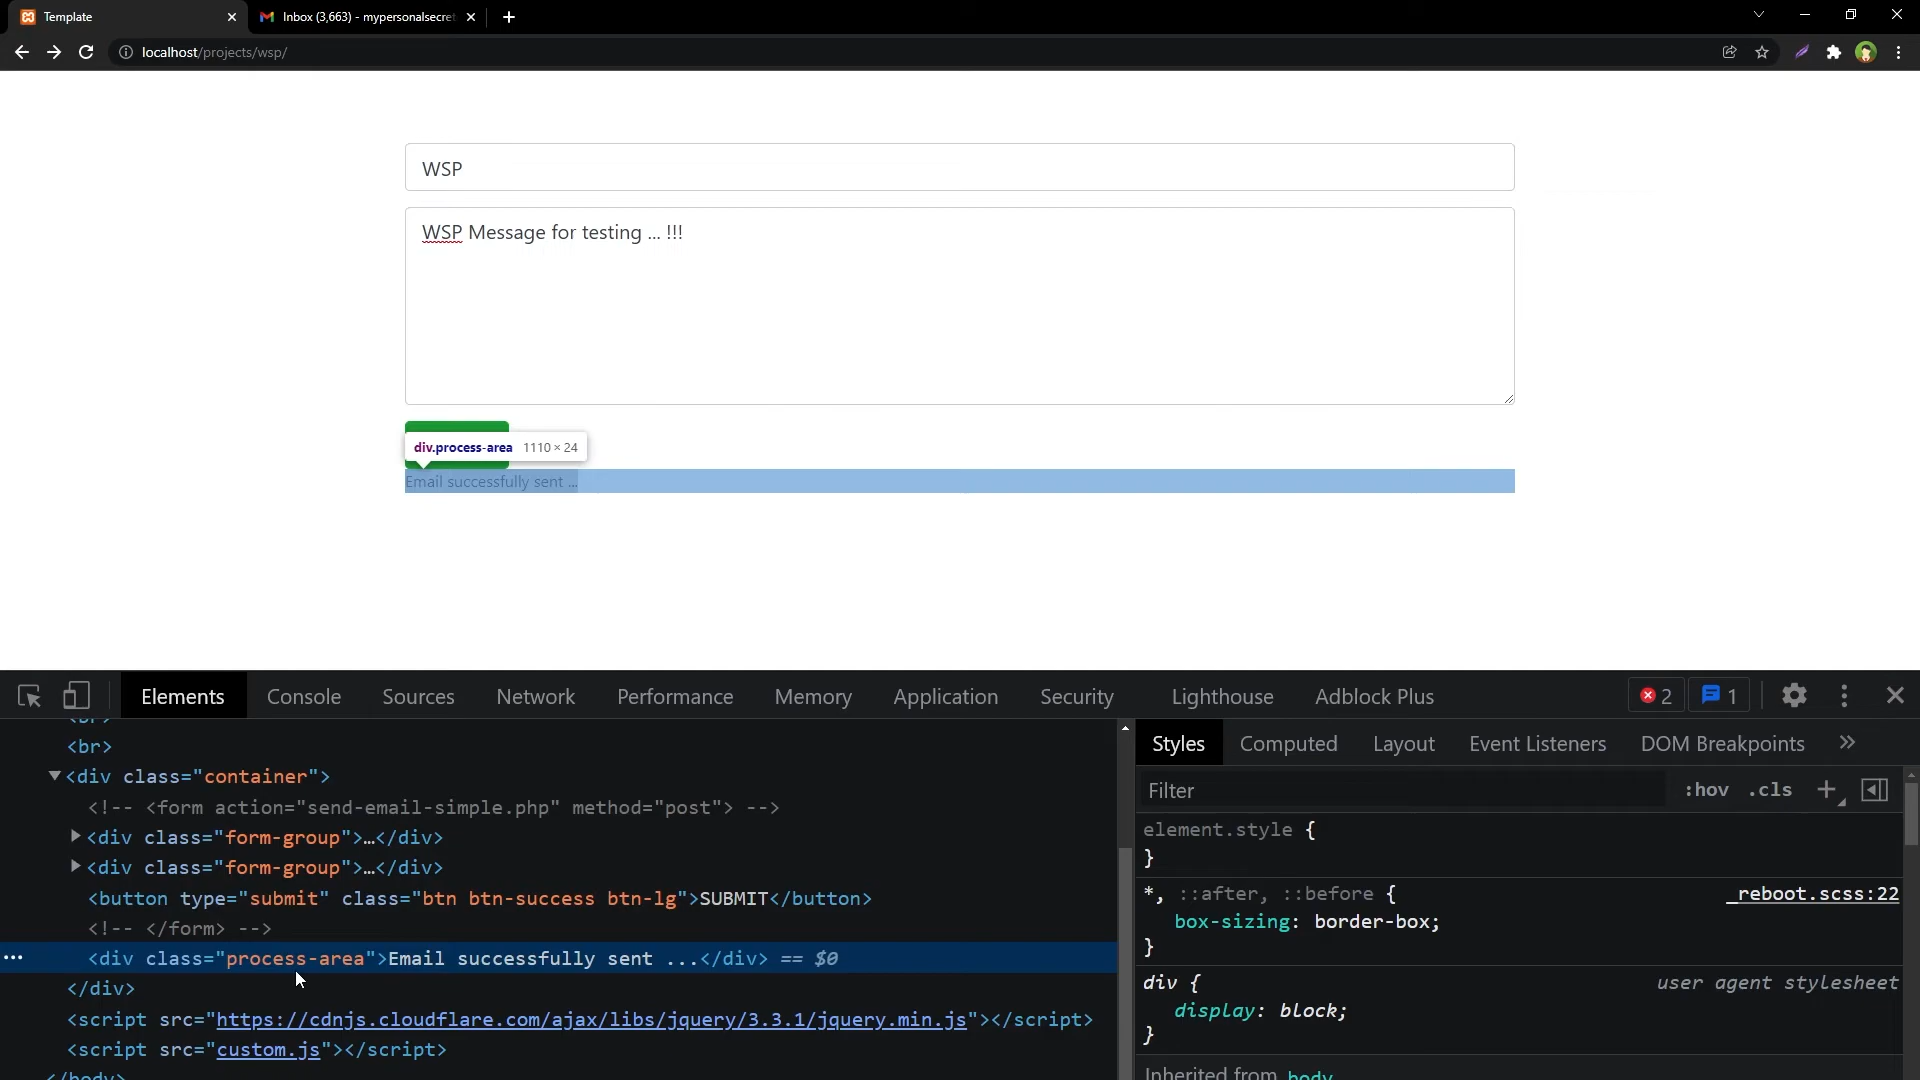 Template
Inbox (3,663) - mypersonalsecret
localhost/projects/wsp/
WSP
WSP Message for testing ... !!!
div.process-area 1110 × 24
Email successfully sent ...
Elements Console Sources Network Performance Memory Application Security Lighthouse Adblock Plus 2 1
<br>
<br>
<div class="container">
<!-- <form action="send-email-simple.php" method="post"> -->
<div class="form-group">…</div>
<div class="form-group">…</div>
<button type="submit" class="btn btn-success btn-lg">SUBMIT</button>
<!-- </form> -->
<div class="process-area">Email successfully sent ...</div> == $0
</div>
<script src="https://cdnjs.cloudflare.com/ajax/libs/jquery/3.3.1/jquery.min.js"></script>
<script src="custom.js"></script>
</body>
Styles Computed Layout Event Listeners DOM Breakpoints »
Filter :hov .cls +
element.style {
}
*, ::after, ::before { _reboot.scss:22
box-sizing: border-box;
}
div { user agent stylesheet
display: block;
}
Inherited from body